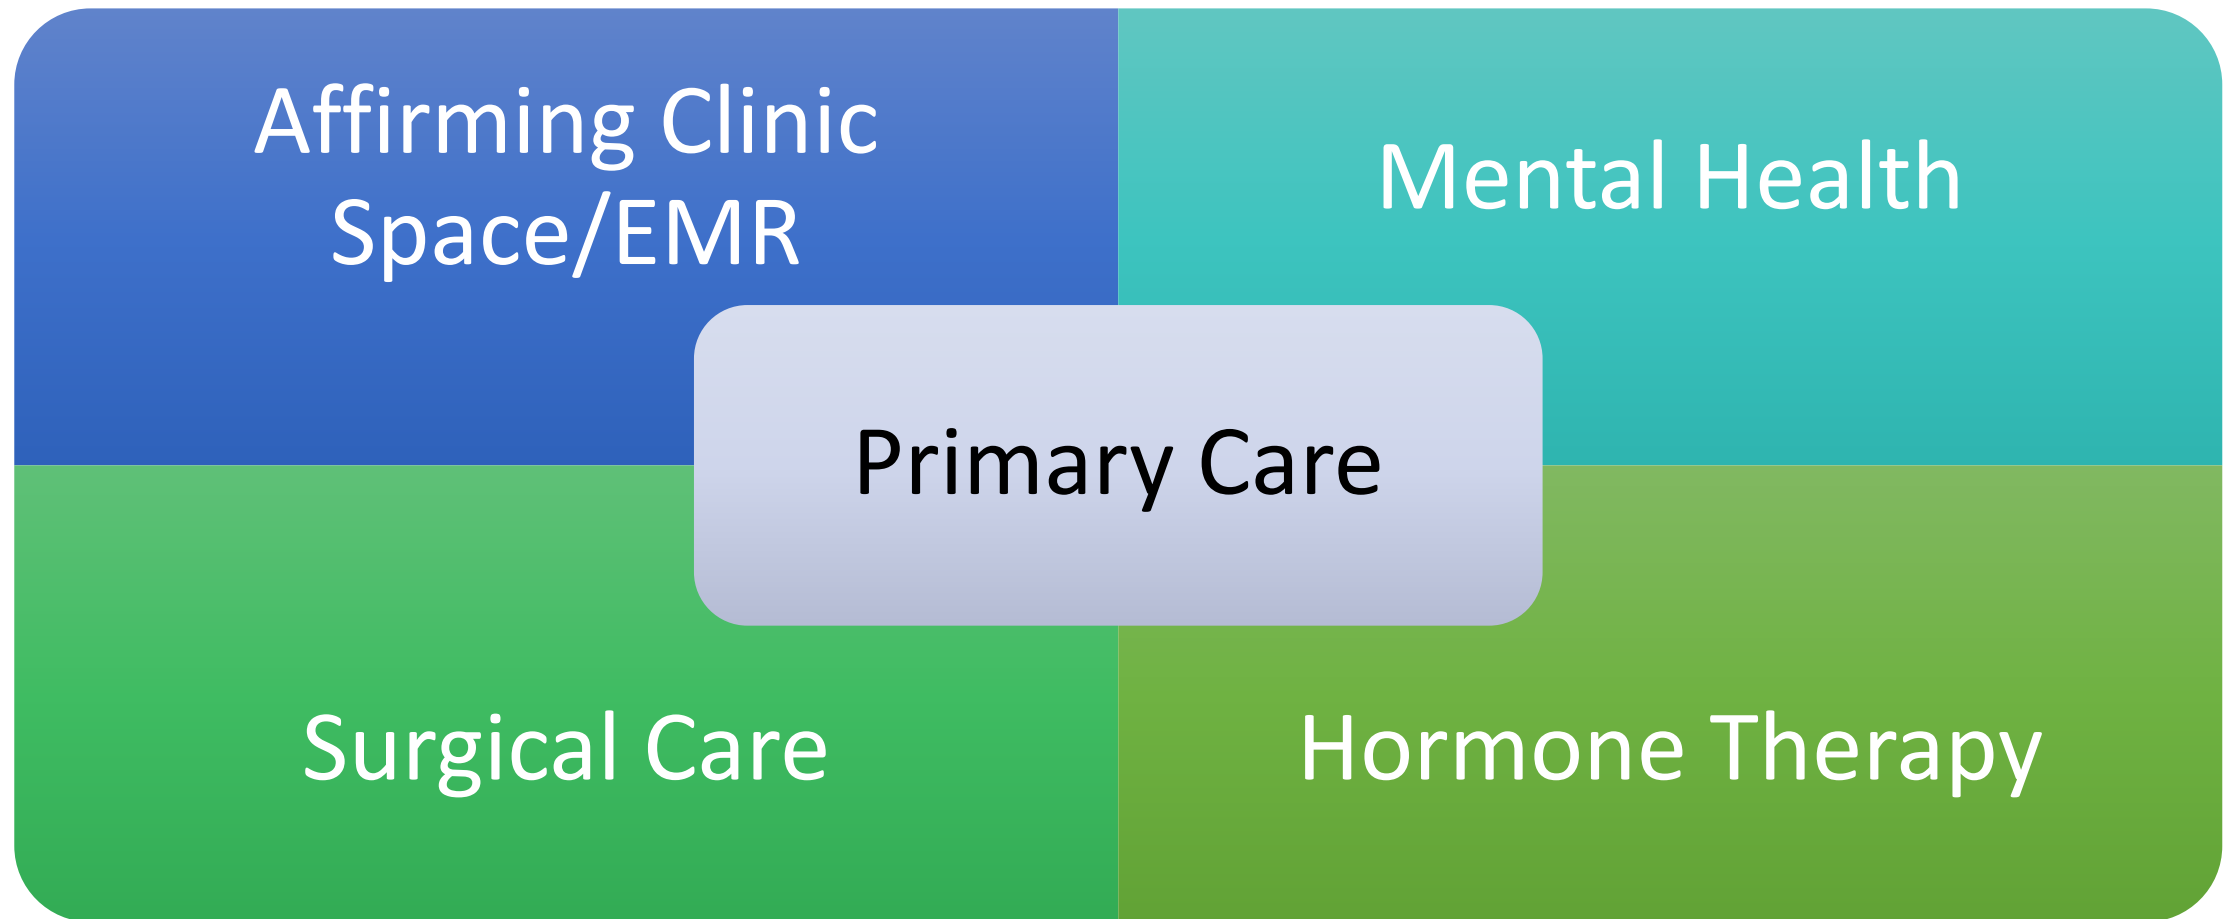 Affirming Clinic
Space/EMR
Mental Health
Primary Care
Surgical Care
Hormone Therapy